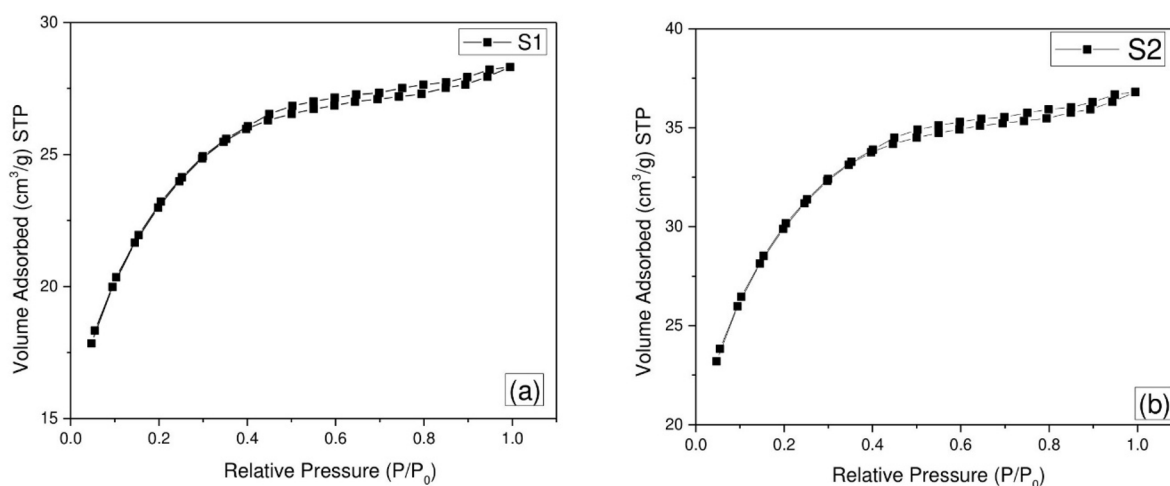 30
25
20
15
Volume Adsorbed (cm³/g) STP
S1
(a)
0.0 0.2 0.4 0.6 0.8 1.0
Relative Pressure (P/P₀)
40
35
30
25
20
Volume Adsorbed (cm³/g) STP
S2
(b)
0.0 0.2 0.4 0.6 0.8 1.0
Relative Pressure (P/P₀)